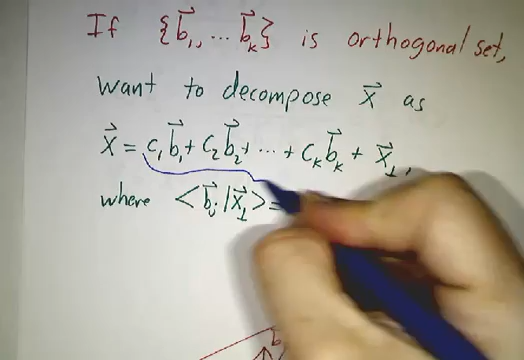 If {b⃗₁, ... b⃗ₖ} is orthogonal set,
want to decompose x⃗ as
x⃗ = c₁b⃗₁ + c₂b⃗₂ + ... + cₖb⃗ₖ + x⃗⊥,
where <b⃗ⱼ|x⃗⊥> =